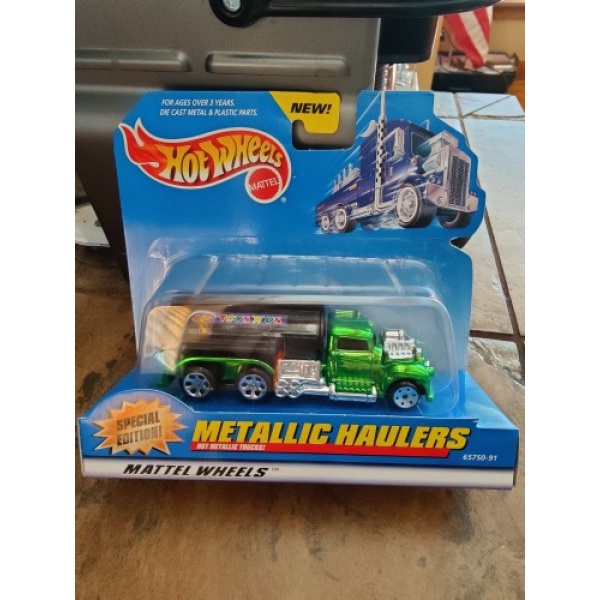 FOR AGES OVER 3 YEARS.
DIE CAST METAL & PLASTIC PARTS.
NEW!
HOT WHEELS
MATTEL
SPECIAL
EDITION!
METALLIC HAULERS
HOT METALLIC TRUCKS!
65750-91
MATTEL WHEELS™